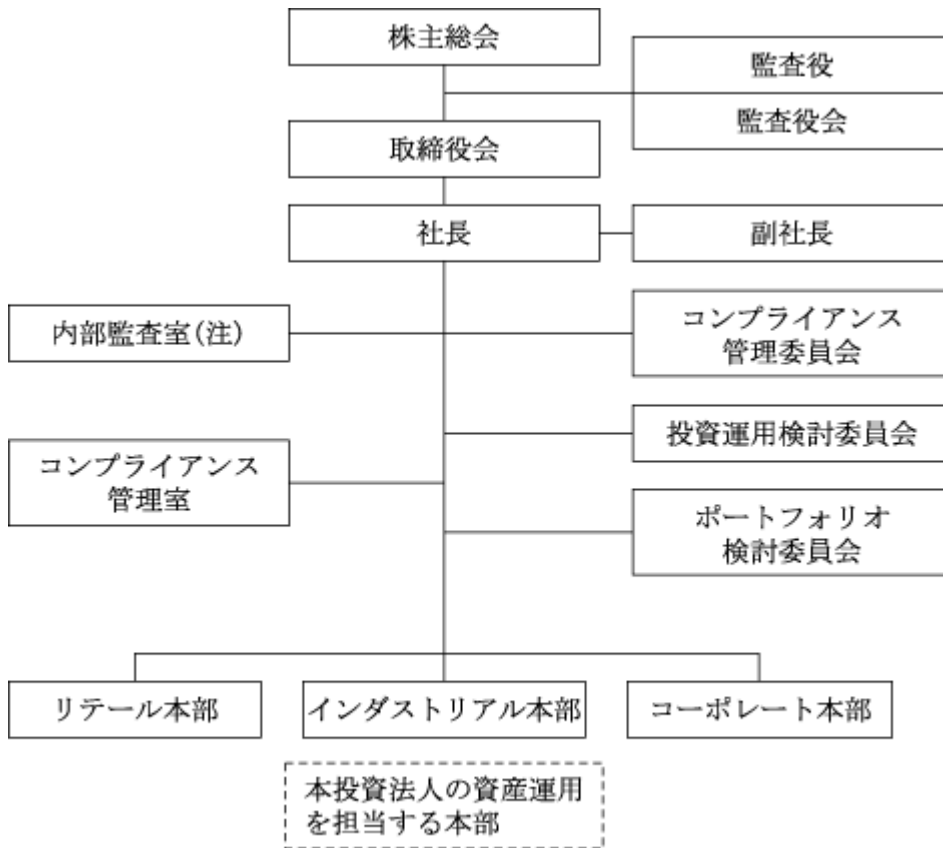 株主総会
監査役
監査役会
取締役会
社長
副社長
内部監査室(注)
コンプライアンス
管理委員会
投資運用検討委員会
コンプライアンス
管理室
ポートフォリオ
検討委員会
リテール本部
インダストリアル本部
コーポレート本部
本投資法人の資産運用
を担当する本部